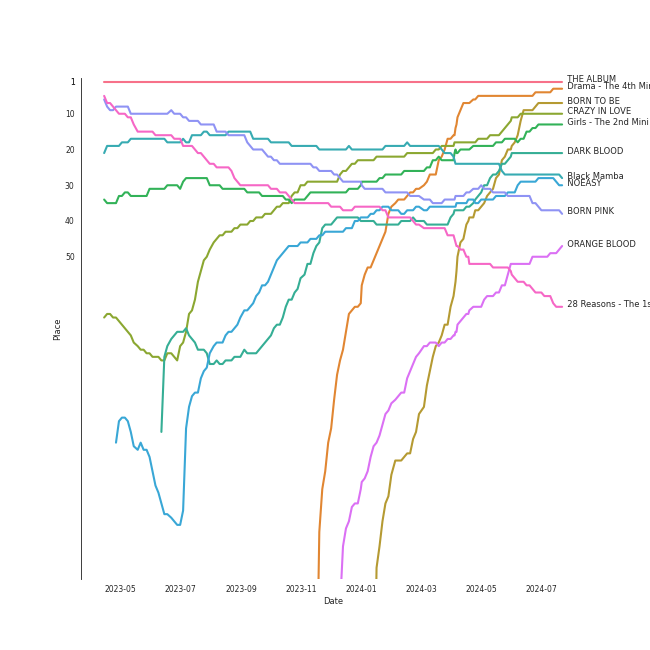 THE ALBUM
1
Drama - The 4th Mi
BORN TO BE
10
CRAZY IN LOVE
Girls - The 2nd Mini
20
DARK BLOOD
Black Mamba
30
NOEASY
BORN PINK
40
ORANGE BLOOD
50
28 Reasons - The 1s
Place
2023-05
2023-07
2023-09
2023-11
2024-01
2024-03
2024-05
2024-07
Date